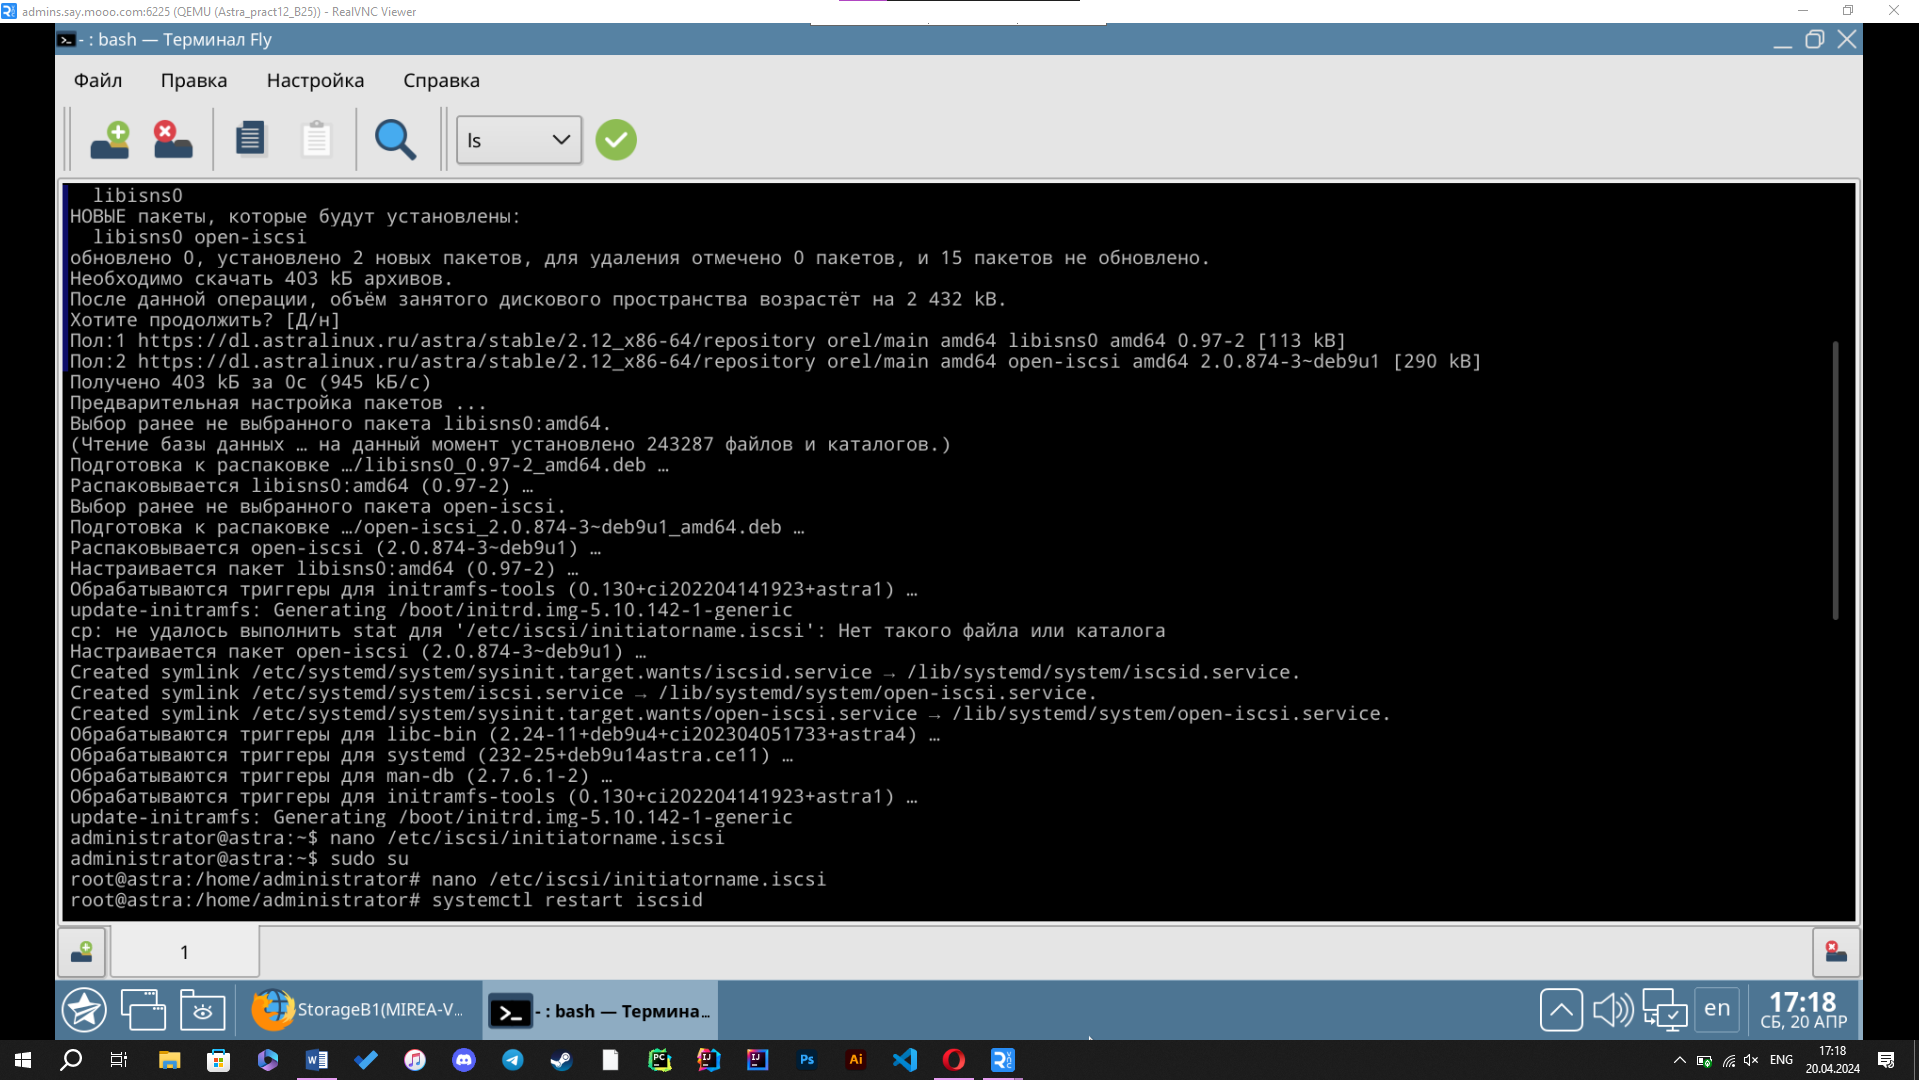 admins.say.mooo.com:6225 (QEMU (Astra_pract12_B25)) - RealVNC Viewer
- : bash — Терминал Fly
Файл Правка Настройка Справка
ls
  libisns0
НОВЫЕ пакеты, которые будут установлены:
  libisns0 open-iscsi
обновлено 0, установлено 2 новых пакетов, для удаления отмечено 0 пакетов, и 15 пакетов не обновлено.
Необходимо скачать 403 kБ архивов.
После данной операции, объём занятого дискового пространства возрастёт на 2 432 kB.
Хотите продолжить? [Д/н]
Пол:1 https://dl.astralinux.ru/astra/stable/2.12_x86-64/repository orel/main amd64 libisns0 amd64 0.97-2 [113 kB]
Пол:2 https://dl.astralinux.ru/astra/stable/2.12_x86-64/repository orel/main amd64 open-iscsi amd64 2.0.874-3~deb9u1 [290 kB]
Получено 403 kБ за 0с (945 kБ/c)
Предварительная настройка пакетов ...
Выбор ранее не выбранного пакета libisns0:amd64.
(Чтение базы данных … на данный момент установлено 243287 файлов и каталогов.)
Подготовка к распаковке …/libisns0_0.97-2_amd64.deb …
Распаковывается libisns0:amd64 (0.97-2) …
Выбор ранее не выбранного пакета open-iscsi.
Подготовка к распаковке …/open-iscsi_2.0.874-3~deb9u1_amd64.deb …
Распаковывается open-iscsi (2.0.874-3~deb9u1) …
Настраивается пакет libisns0:amd64 (0.97-2) …
Обрабатываются триггеры для initramfs-tools (0.130+ci202204141923+astra1) …
update-initramfs: Generating /boot/initrd.img-5.10.142-1-generic
cp: не удалось выполнить stat для '/etc/iscsi/initiatorname.iscsi': Нет такого файла или каталога
Настраивается пакет open-iscsi (2.0.874-3~deb9u1) …
Created symlink /etc/systemd/system/sysinit.target.wants/iscsid.service → /lib/systemd/system/iscsid.service.
Created symlink /etc/systemd/system/iscsi.service → /lib/systemd/system/open-iscsi.service.
Created symlink /etc/systemd/system/sysinit.target.wants/open-iscsi.service → /lib/systemd/system/open-iscsi.service.
Обрабатываются триггеры для libc-bin (2.24-11+deb9u4+ci202304051733+astra4) …
Обрабатываются триггеры для systemd (232-25+deb9u14astra.ce11) …
Обрабатываются триггеры для man-db (2.7.6.1-2) …
Обрабатываются триггеры для initramfs-tools (0.130+ci202204141923+astra1) …
update-initramfs: Generating /boot/initrd.img-5.10.142-1-generic
administrator@astra:~$ nano /etc/iscsi/initiatorname.iscsi
administrator@astra:~$ sudo su
root@astra:/home/administrator# nano /etc/iscsi/initiatorname.iscsi
root@astra:/home/administrator# systemctl restart iscsid
1
StorageB1(MIREA-V... - : bash — Термина... en 17:18
СБ, 20 АПР
ENG 17:18
20.04.2024